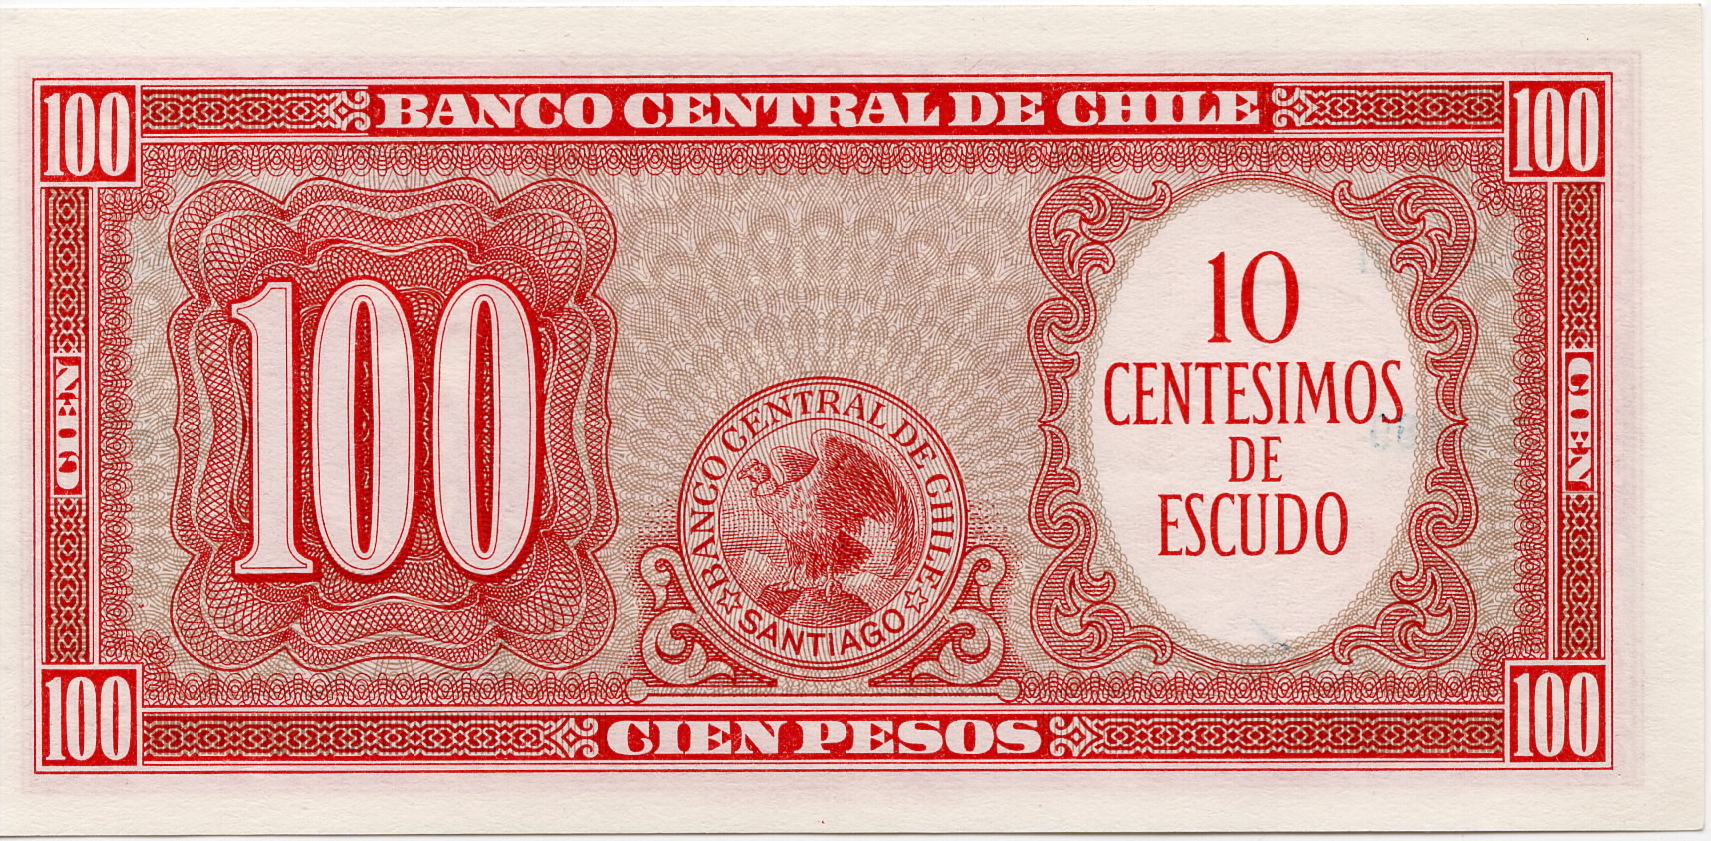 100 BANCO CENTRAL DE CHILE 100
CIEN
100
BANCO CENTRAL DE CHILE
SANTIAGO
10
CENTESIMOS
DE
ESCUDO
CIEN
100 CIEN PESOS 100